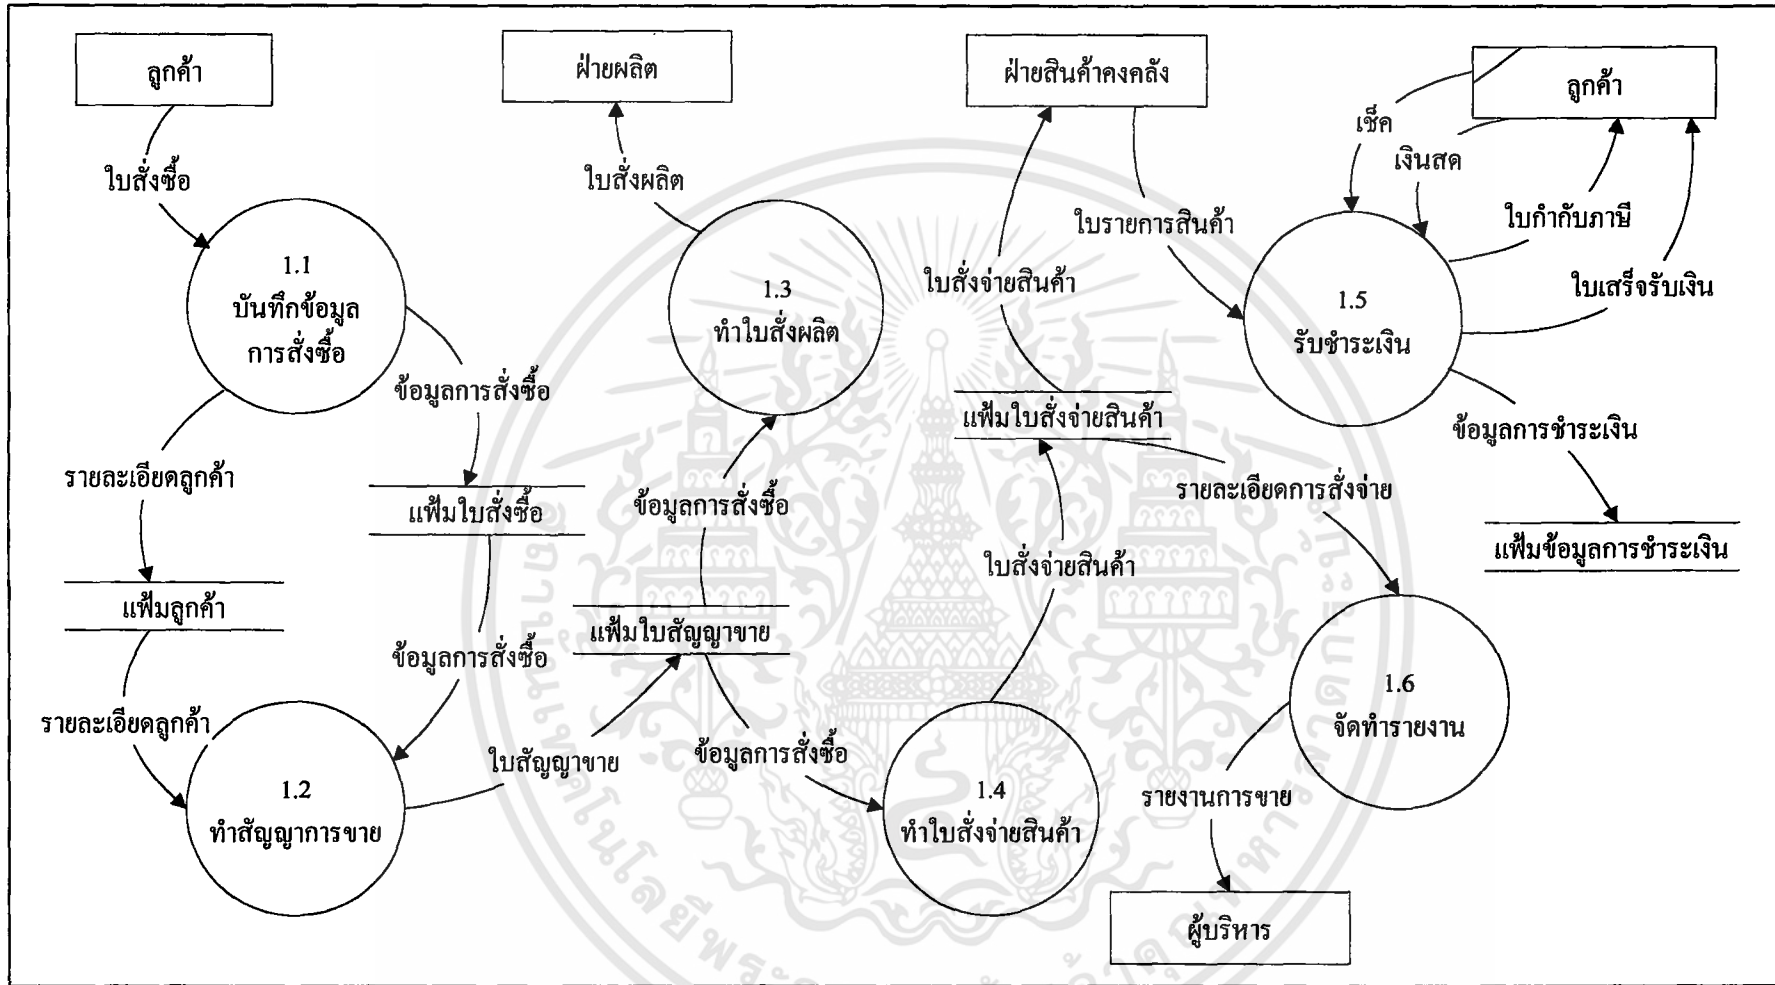 ลูกค้า
ฝ่ายผลิต
ฝ่ายสินค้าคงคลัง
ลูกค้า
เช็ค
เงินสด
ใบสั่งซื้อ
ใบสั่งผลิต
ใบรายการสินค้า
ใบกำกับภาษี
ใบสั่งจ่ายสินค้า
ใบเสร็จรับเงิน
1.1
บันทึกข้อมูล
การสั่งซื้อ
1.3
ทำใบสั่งผลิต
1.5
รับชำระเงิน
ข้อมูลการสั่งซื้อ
แฟ้มใบสั่งจ่ายสินค้า
ข้อมูลการชำระเงิน
รายละเอียดลูกค้า
แฟ้มใบสั่งซื้อ
ข้อมูลการสั่งซื้อ
รายละเอียดการสั่งจ่าย
แฟ้มข้อมูลการชำระเงิน
ใบสั่งจ่ายสินค้า
แฟ้มลูกค้า
แฟ้มใบสัญญาขาย
ข้อมูลการสั่งซื้อ
รายละเอียดลูกค้า
ใบสัญญาขาย
ข้อมูลการสั่งซื้อ
1.6
จัดทำรายงาน
1.2
ทำสัญญาการขาย
1.4
ทำใบสั่งจ่ายสินค้า
รายงานการขาย
ผู้บริหาร